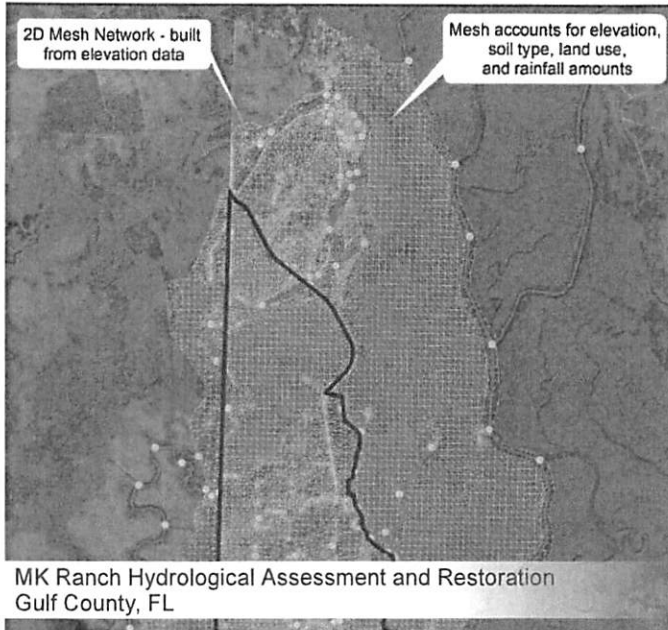 2D Mesh Network - built
from elevation data
Mesh accounts for elevation,
soil type, land use,
and rainfall amounts
MK Ranch Hydrological Assessment and Restoration
Gulf County, FL